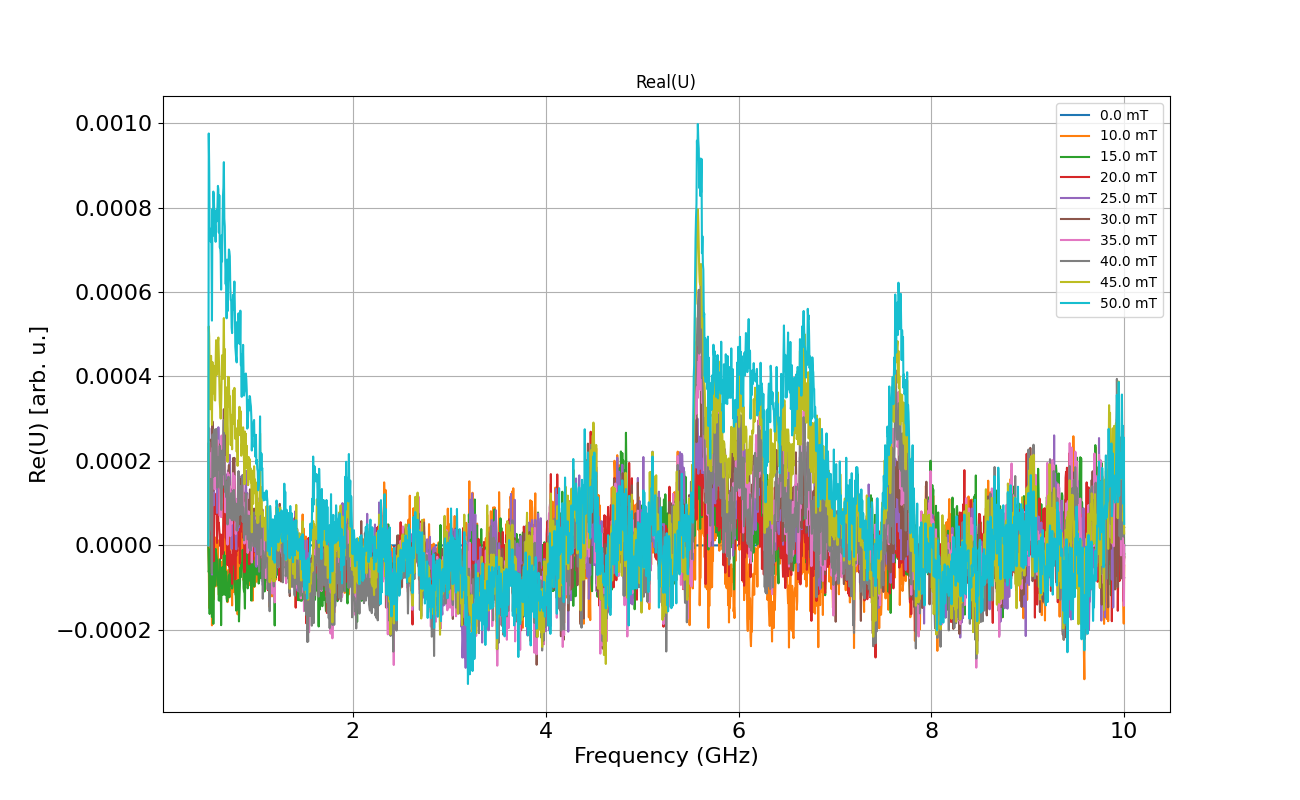 Real(U)
0.0010
0.0008
0.0006
0.0004
0.0002
0.0000
−0.0002
Re(U) [arb. u.]
0.0 mT
10.0 mT
15.0 mT
20.0 mT
25.0 mT
30.0 mT
35.0 mT
40.0 mT
45.0 mT
50.0 mT
2 4 6 8 10
Frequency (GHz)